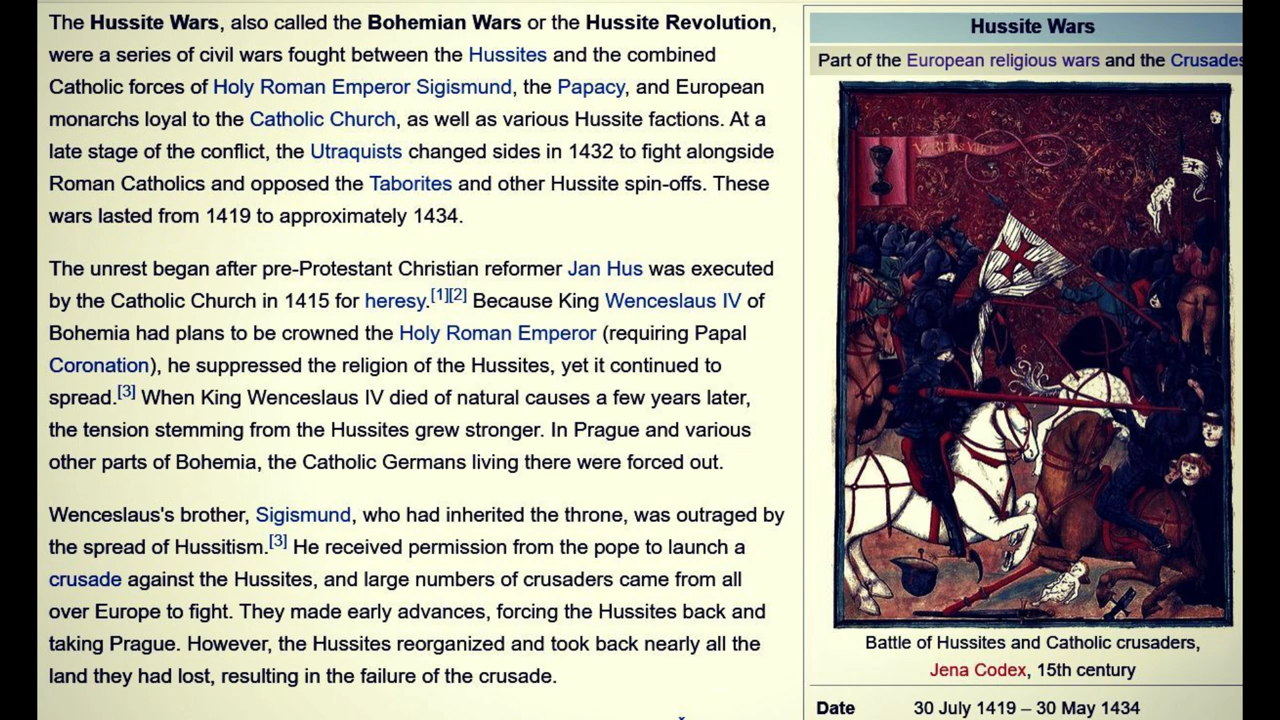 The Hussite Wars, also called the Bohemian Wars or the Hussite Revolution,
were a series of civil wars fought between the Hussites and the combined
Catholic forces of Holy Roman Emperor Sigismund, the Papacy, and European
monarchs loyal to the Catholic Church, as well as various Hussite factions. At a
late stage of the conflict, the Utraquists changed sides in 1432 to fight alongside
Roman Catholics and opposed the Taborites and other Hussite spin-offs. These
wars lasted from 1419 to approximately 1434.
The unrest began after pre-Protestant Christian reformer Jan Hus was executed
by the Catholic Church in 1415 for heresy.[1][2] Because King Wenceslaus IV of
Bohemia had plans to be crowned the Holy Roman Emperor (requiring Papal
Coronation), he suppressed the religion of the Hussites, yet it continued to
spread.[3] When King Wenceslaus IV died of natural causes a few years later,
the tension stemming from the Hussites grew stronger. In Prague and various
other parts of Bohemia, the Catholic Germans living there were forced out.
Wenceslaus's brother, Sigismund, who had inherited the throne, was outraged by
the spread of Hussitism.[3] He received permission from the pope to launch a
crusade against the Hussites, and large numbers of crusaders came from all
over Europe to fight. They made early advances, forcing the Hussites back and
taking Prague. However, the Hussites reorganized and took back nearly all the
land they had lost, resulting in the failure of the crusade.
Hussite Wars
Part of the European religious wars and the Crusades
VERITAS
Battle of Hussites and Catholic crusaders,
Jena Codex, 15th century
Date 30 July 1419 – 30 May 1434